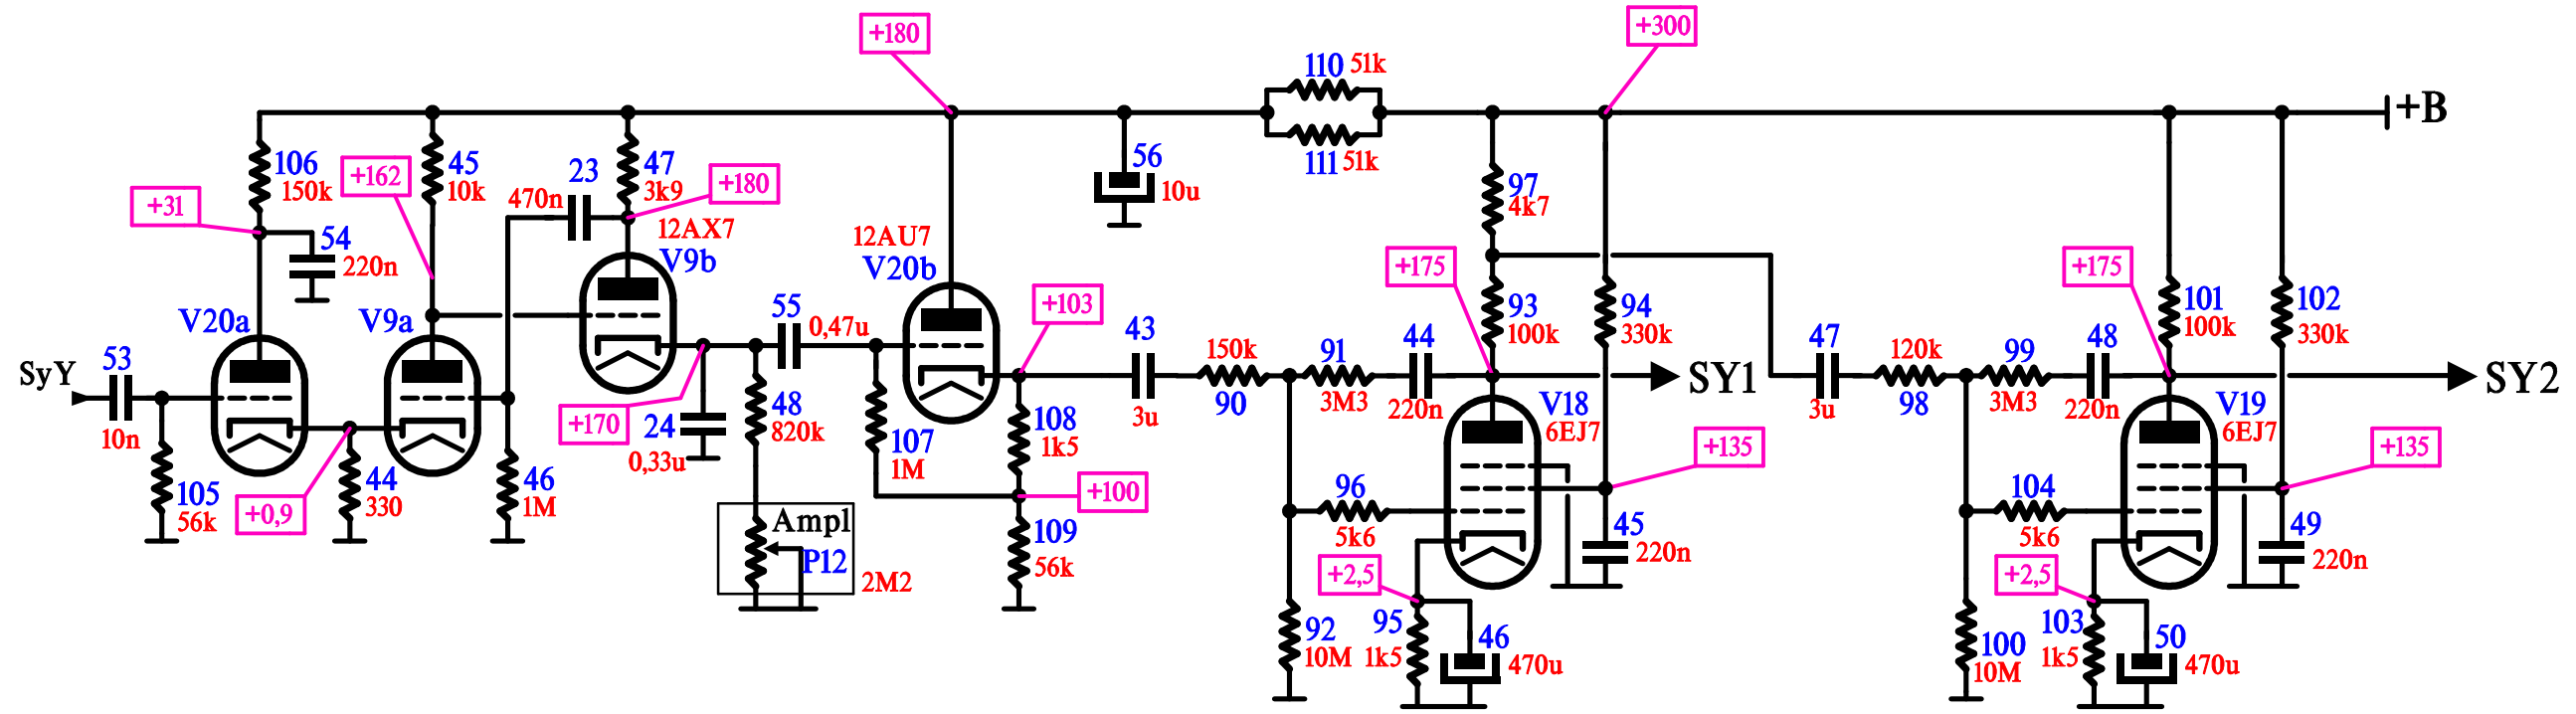 +180
+300
110 51k
+B
111 51k
106
150k
+162
45
10k
23
470n
47
3k9
+180
56
10u
97
4k7
+31
54
220n
12AX7
V9b
12AU7
V20b
+175
+175
V20a
V9a
55
0,47u
+103
43
3u
150k
90
91
3M3
44
220n
93
100k
94
330k
47
3u
120k
98
99
3M3
48
220n
101
100k
102
330k
SyY
53
10n
SY1
SY2
+170
24
0,33u
48
820k
107
1M
108
1k5
V18
6EJ7
+135
V19
6EJ7
+135
105
56k
+0,9
44
330
46
1M
+100
Ampl
P12
2M2
109
56k
96
5k6
45
220n
104
5k6
49
220n
+2,5
+2,5
92
10M
95
1k5
46
470u
100
10M
103
1k5
50
470u